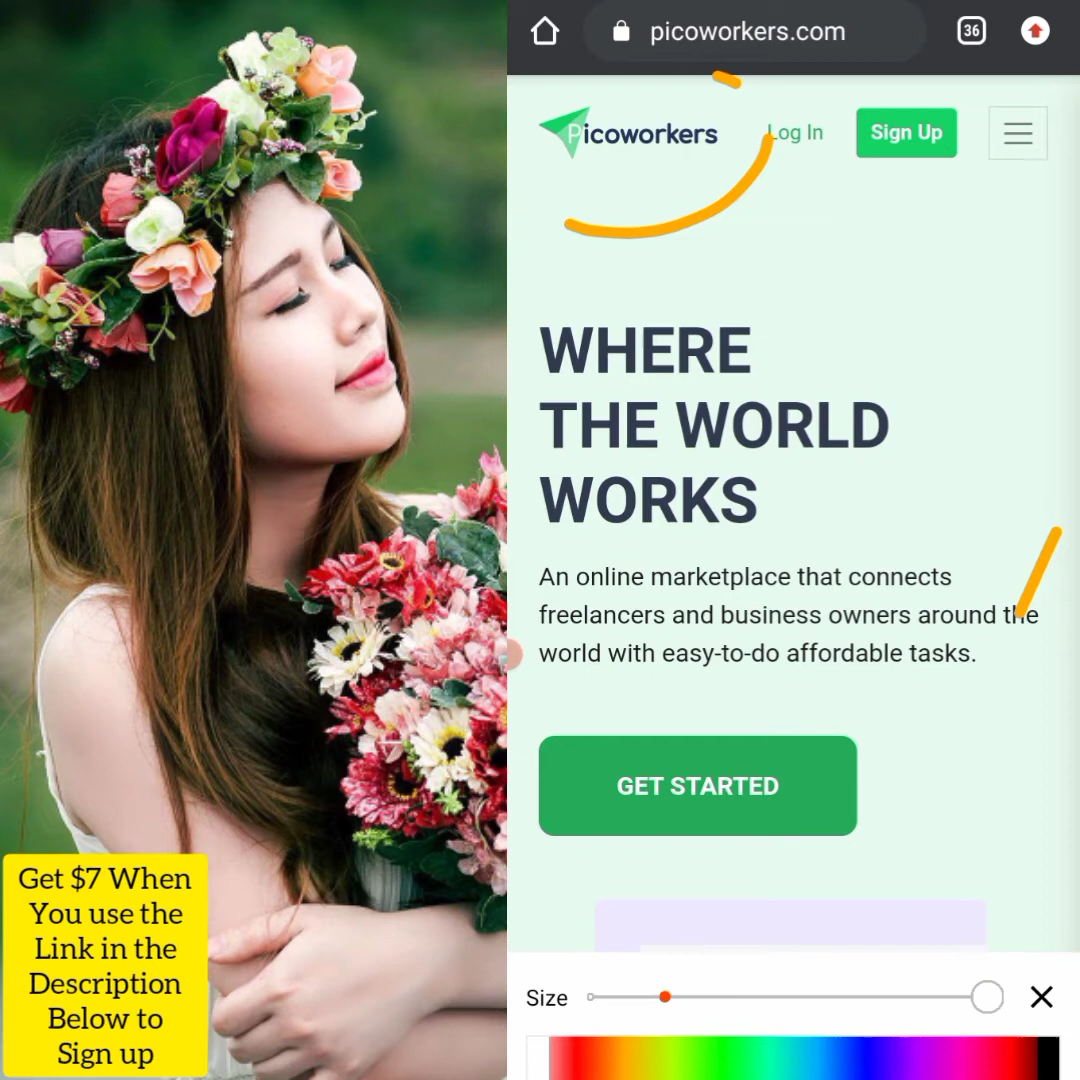 Get $7 When
You use the
Link in the
Description
Below to
Sign up
36
picoworkers.com
Picoworkers
Log In
Sign Up
WHERE
THE WORLD
WORKS
An online marketplace that connects
freelancers and business owners around the
world with easy-to-do affordable tasks.
GET STARTED
Size